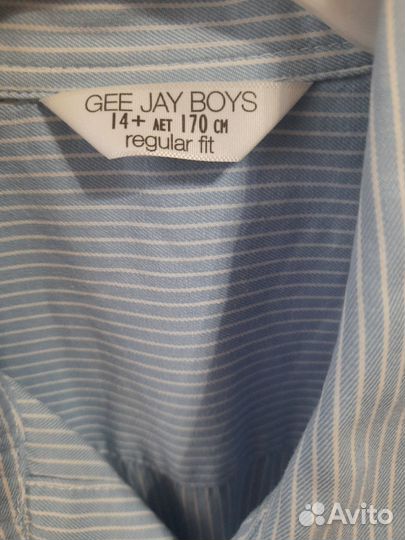 GEE JAY BOYS
14+ ЛЕТ 170 СМ
regular fit
Avito